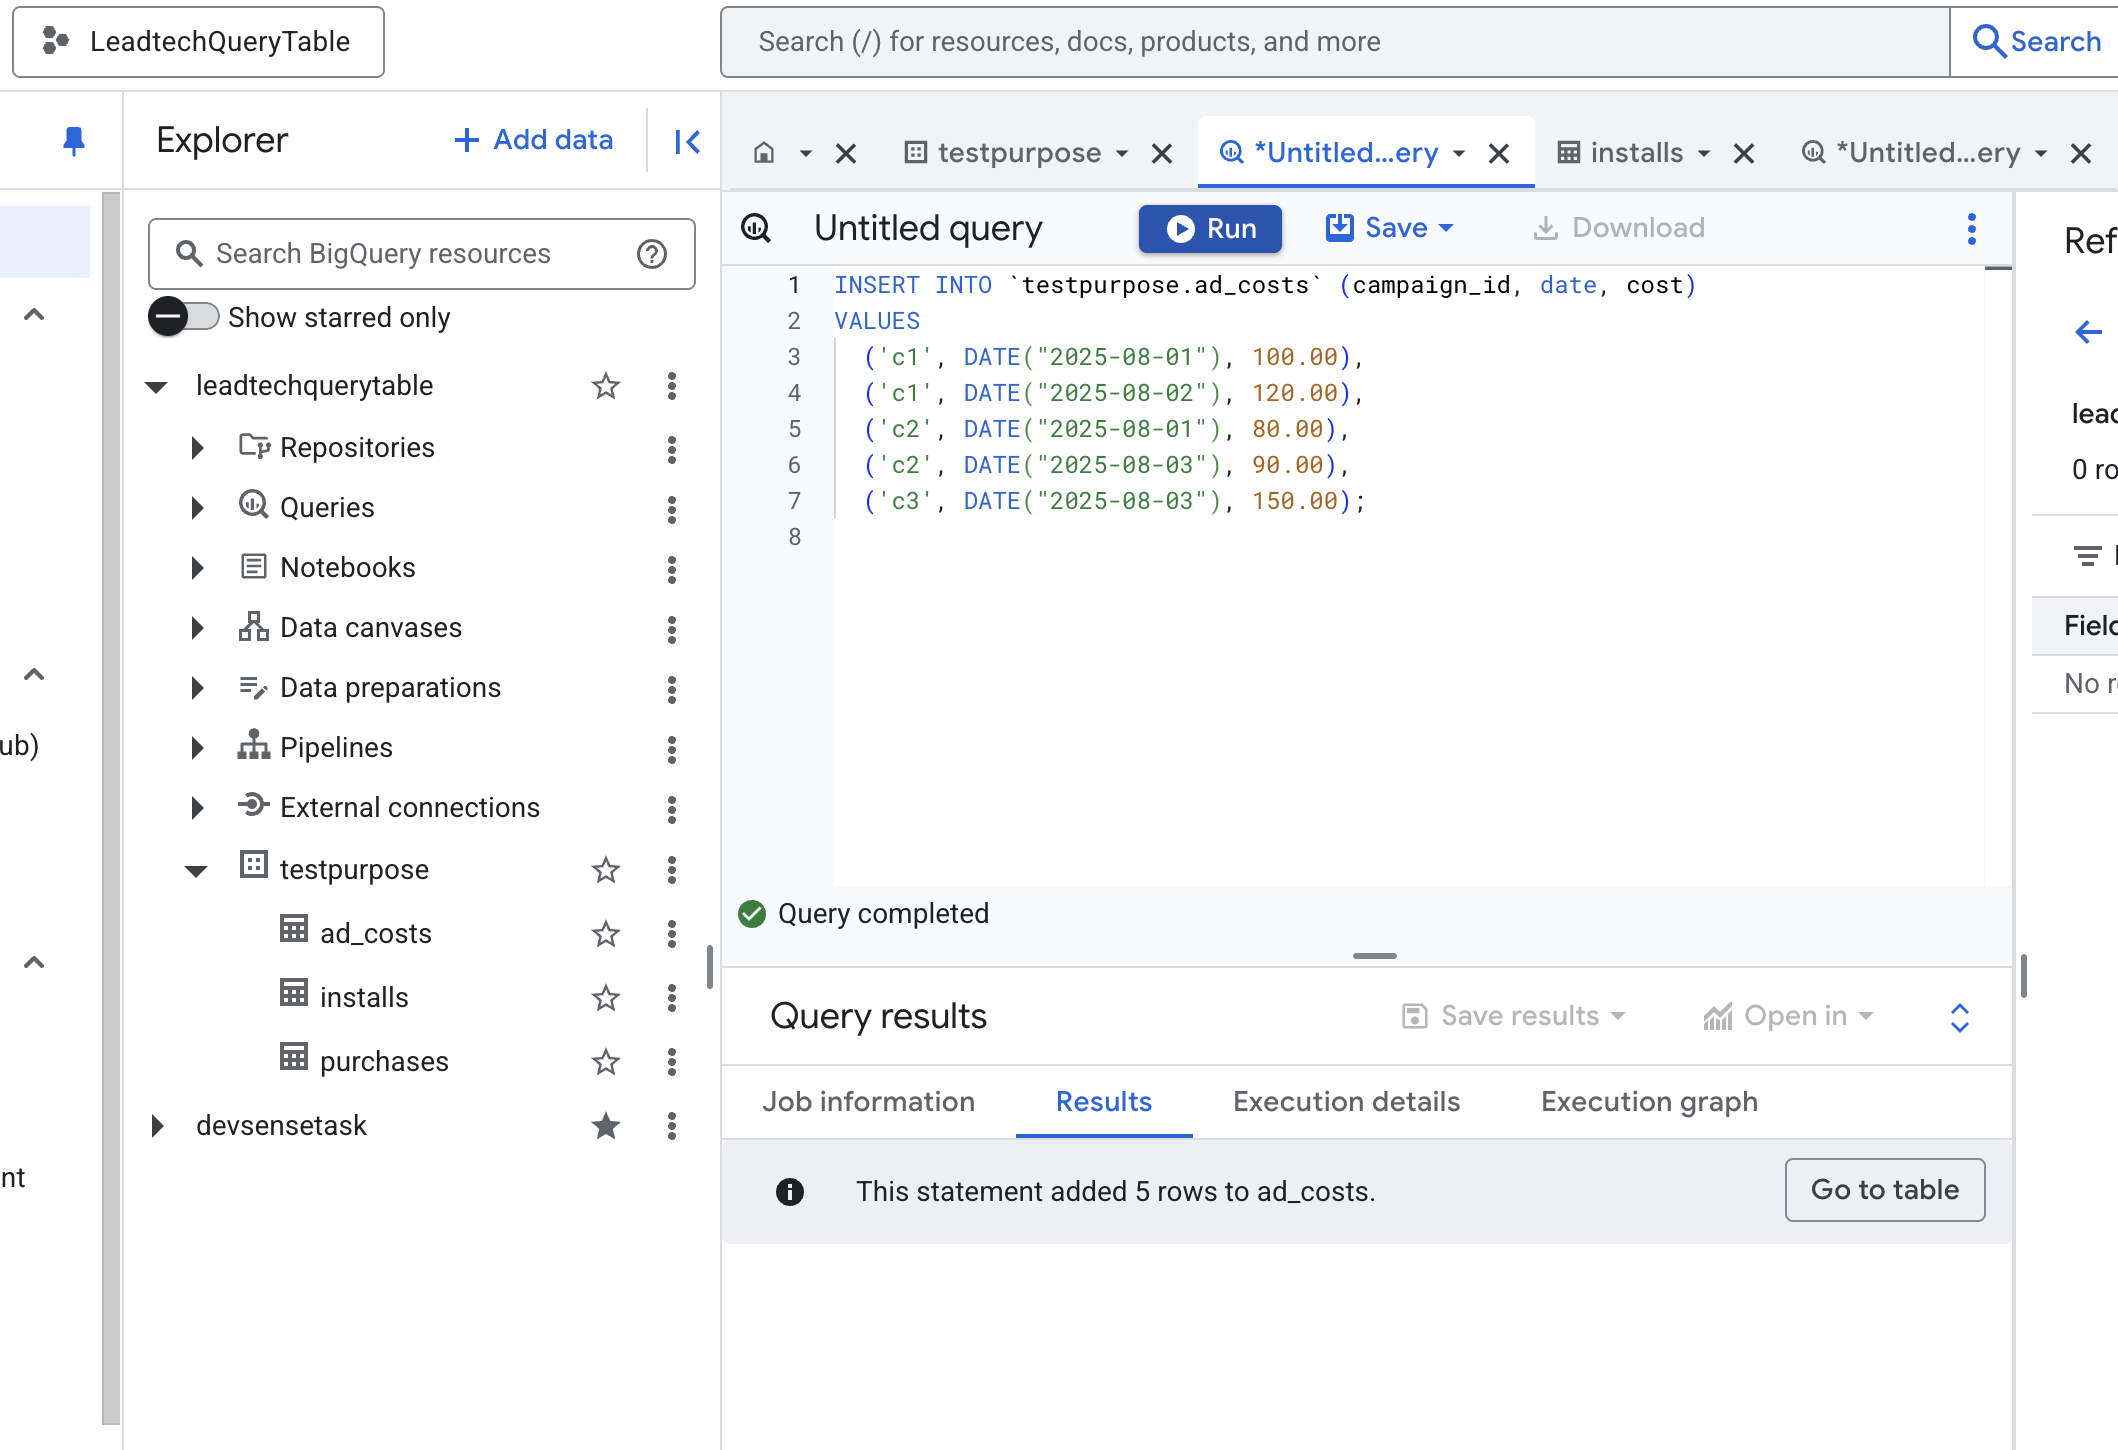 LeadtechQueryTable
Search (/) for resources, docs, products, and more
Search
Explorer
+ Add data
testpurpose
*Untitled...ery
installs
*Untitled...ery
Search BigQuery resources
Show starred only
leadtechquerytable
Repositories
Queries
Notebooks
Data canvases
Data preparations
Pipelines
External connections
testpurpose
ad_costs
installs
purchases
devsensetask
ub)
nt
Untitled query
Run
Save
Download
1 INSERT INTO `testpurpose.ad_costs` (campaign_id, date, cost)
2 VALUES
3 ('c1', DATE("2025-08-01"), 100.00),
4 ('c1', DATE("2025-08-02"), 120.00),
5 ('c2', DATE("2025-08-01"), 80.00),
6 ('c2', DATE("2025-08-03"), 90.00),
7 ('c3', DATE("2025-08-03"), 150.00);
8
Query completed
Query results
Save results
Open in
Job information
Results
Execution details
Execution graph
This statement added 5 rows to ad_costs.
Go to table
Ref
lead
0 ro
Field
No r